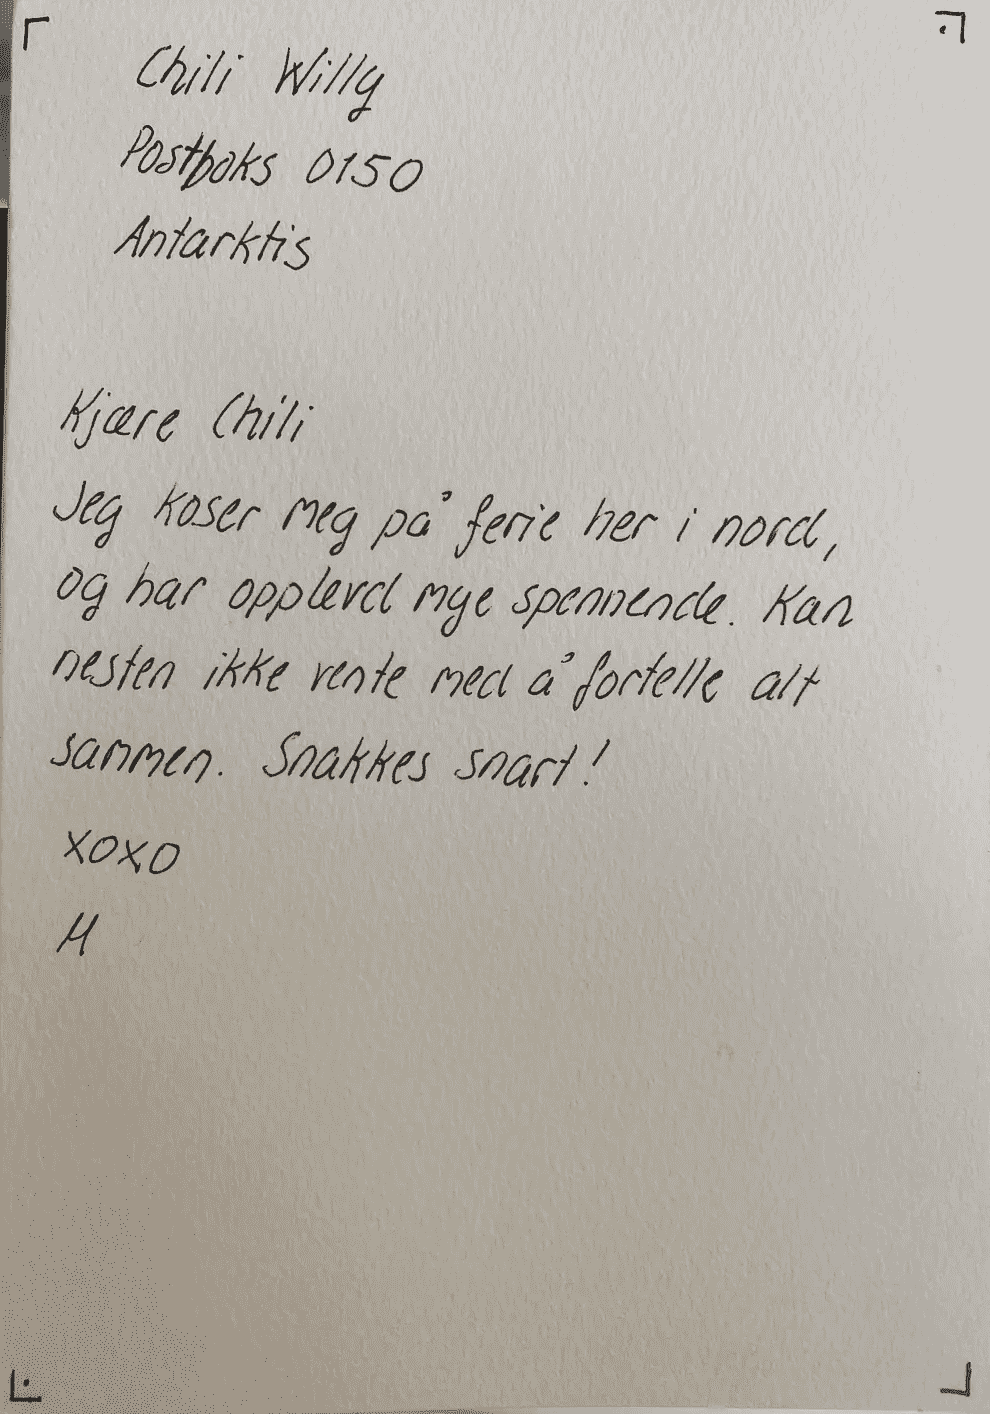 Chili Willy
Postboks 0150
Antarktis
Kjære Chili
Jeg koser meg på ferie her i nord,
og har opplevd mye spennende. Kan
nesten ikke vente med å fortelle alt
sammen. Snakkes snart!
xoxo
M